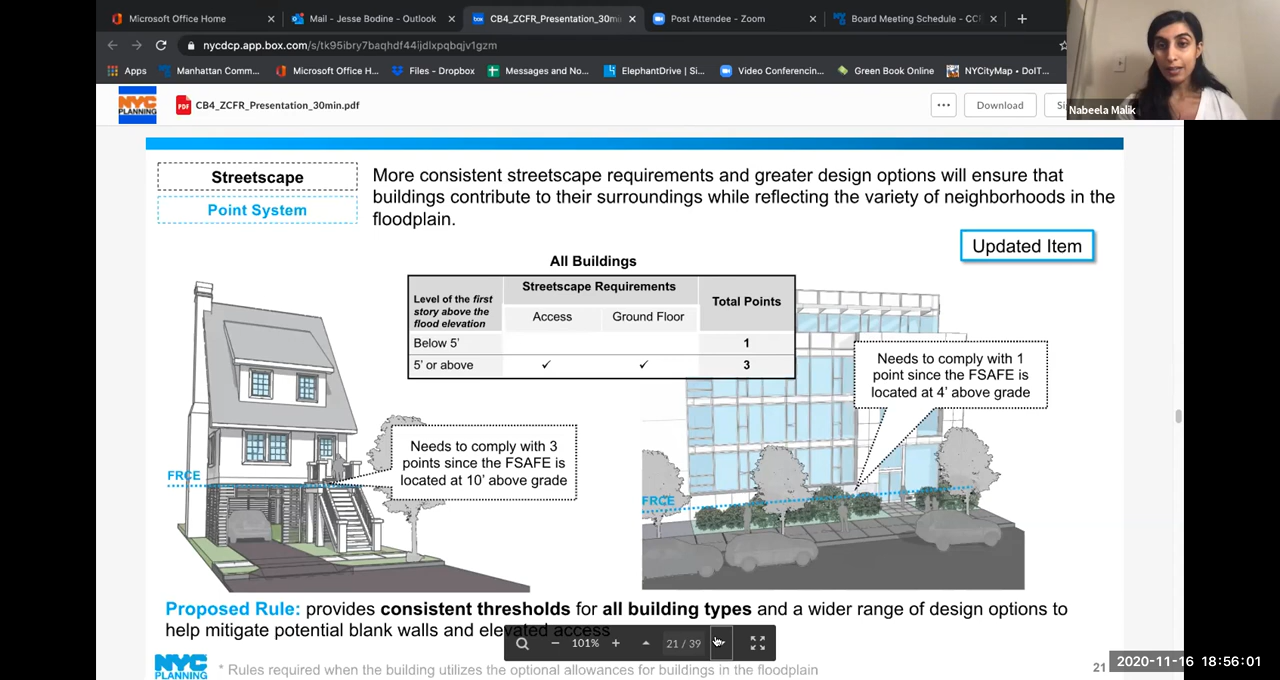 Microsoft Office Home
Mail - Jesse Bodine - Outlook
CB4_ZCFR_Presentation_30mi
Post Attendee - Zoom
Board Meeting Schedule - CC
nycdcp.app.box.com/s/tk95ibry7baqhdf44ijdlxpqbqjv1gzm
Apps
Manhattan Comm...
Microsoft Office H...
Files - Dropbox
Messages and No...
ElephantDrive | Si...
Video Conferencin...
Green Book Online
NYCityMap • DoIT...
Nabeela Malik
NYC
PLANNING
PDF
CB4_ZCFR_Presentation_30min.pdf
Download
Streetscape
Point System
More consistent streetscape requirements and greater design options will ensure that
buildings contribute to their surroundings while reflecting the variety of neighborhoods in the
floodplain.
Updated Item
All Buildings
Level of the first
story above the
flood elevation
Streetscape Requirements
Total Points
Access
Ground Floor
Below 5' 1
5' or above ✓ ✓ 3
Needs to comply with 1
point since the FSAFE is
located at 4' above grade
Needs to comply with 3
points since the FSAFE is
located at 10' above grade
FRCE
FRCE
Proposed Rule: provides consistent thresholds for all building types and a wider range of design options to
help mitigate potential blank walls and elevated access
101%
21 / 39
NYC
PLANNING
* Rules required when the building utilizes the optional allowances for buildings in the floodplain
21
2020-11-16 18:56:01